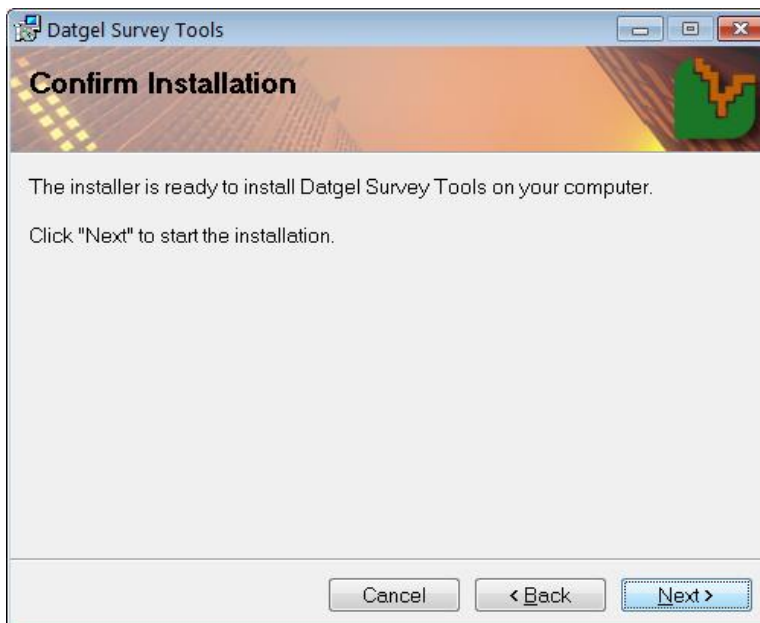 Datgel Survey Tools
Confirm Installation
The installer is ready to install Datgel Survey Tools on your computer.
Click "Next" to start the installation.
Cancel
< Back
Next >